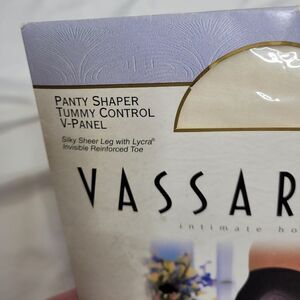 PANTY SHAPER
TUMMY CONTROL
V-PANEL
Silky Sheer Leg with Lycra®
Invisible Reinforced Toe
VASSAR
intimate ho